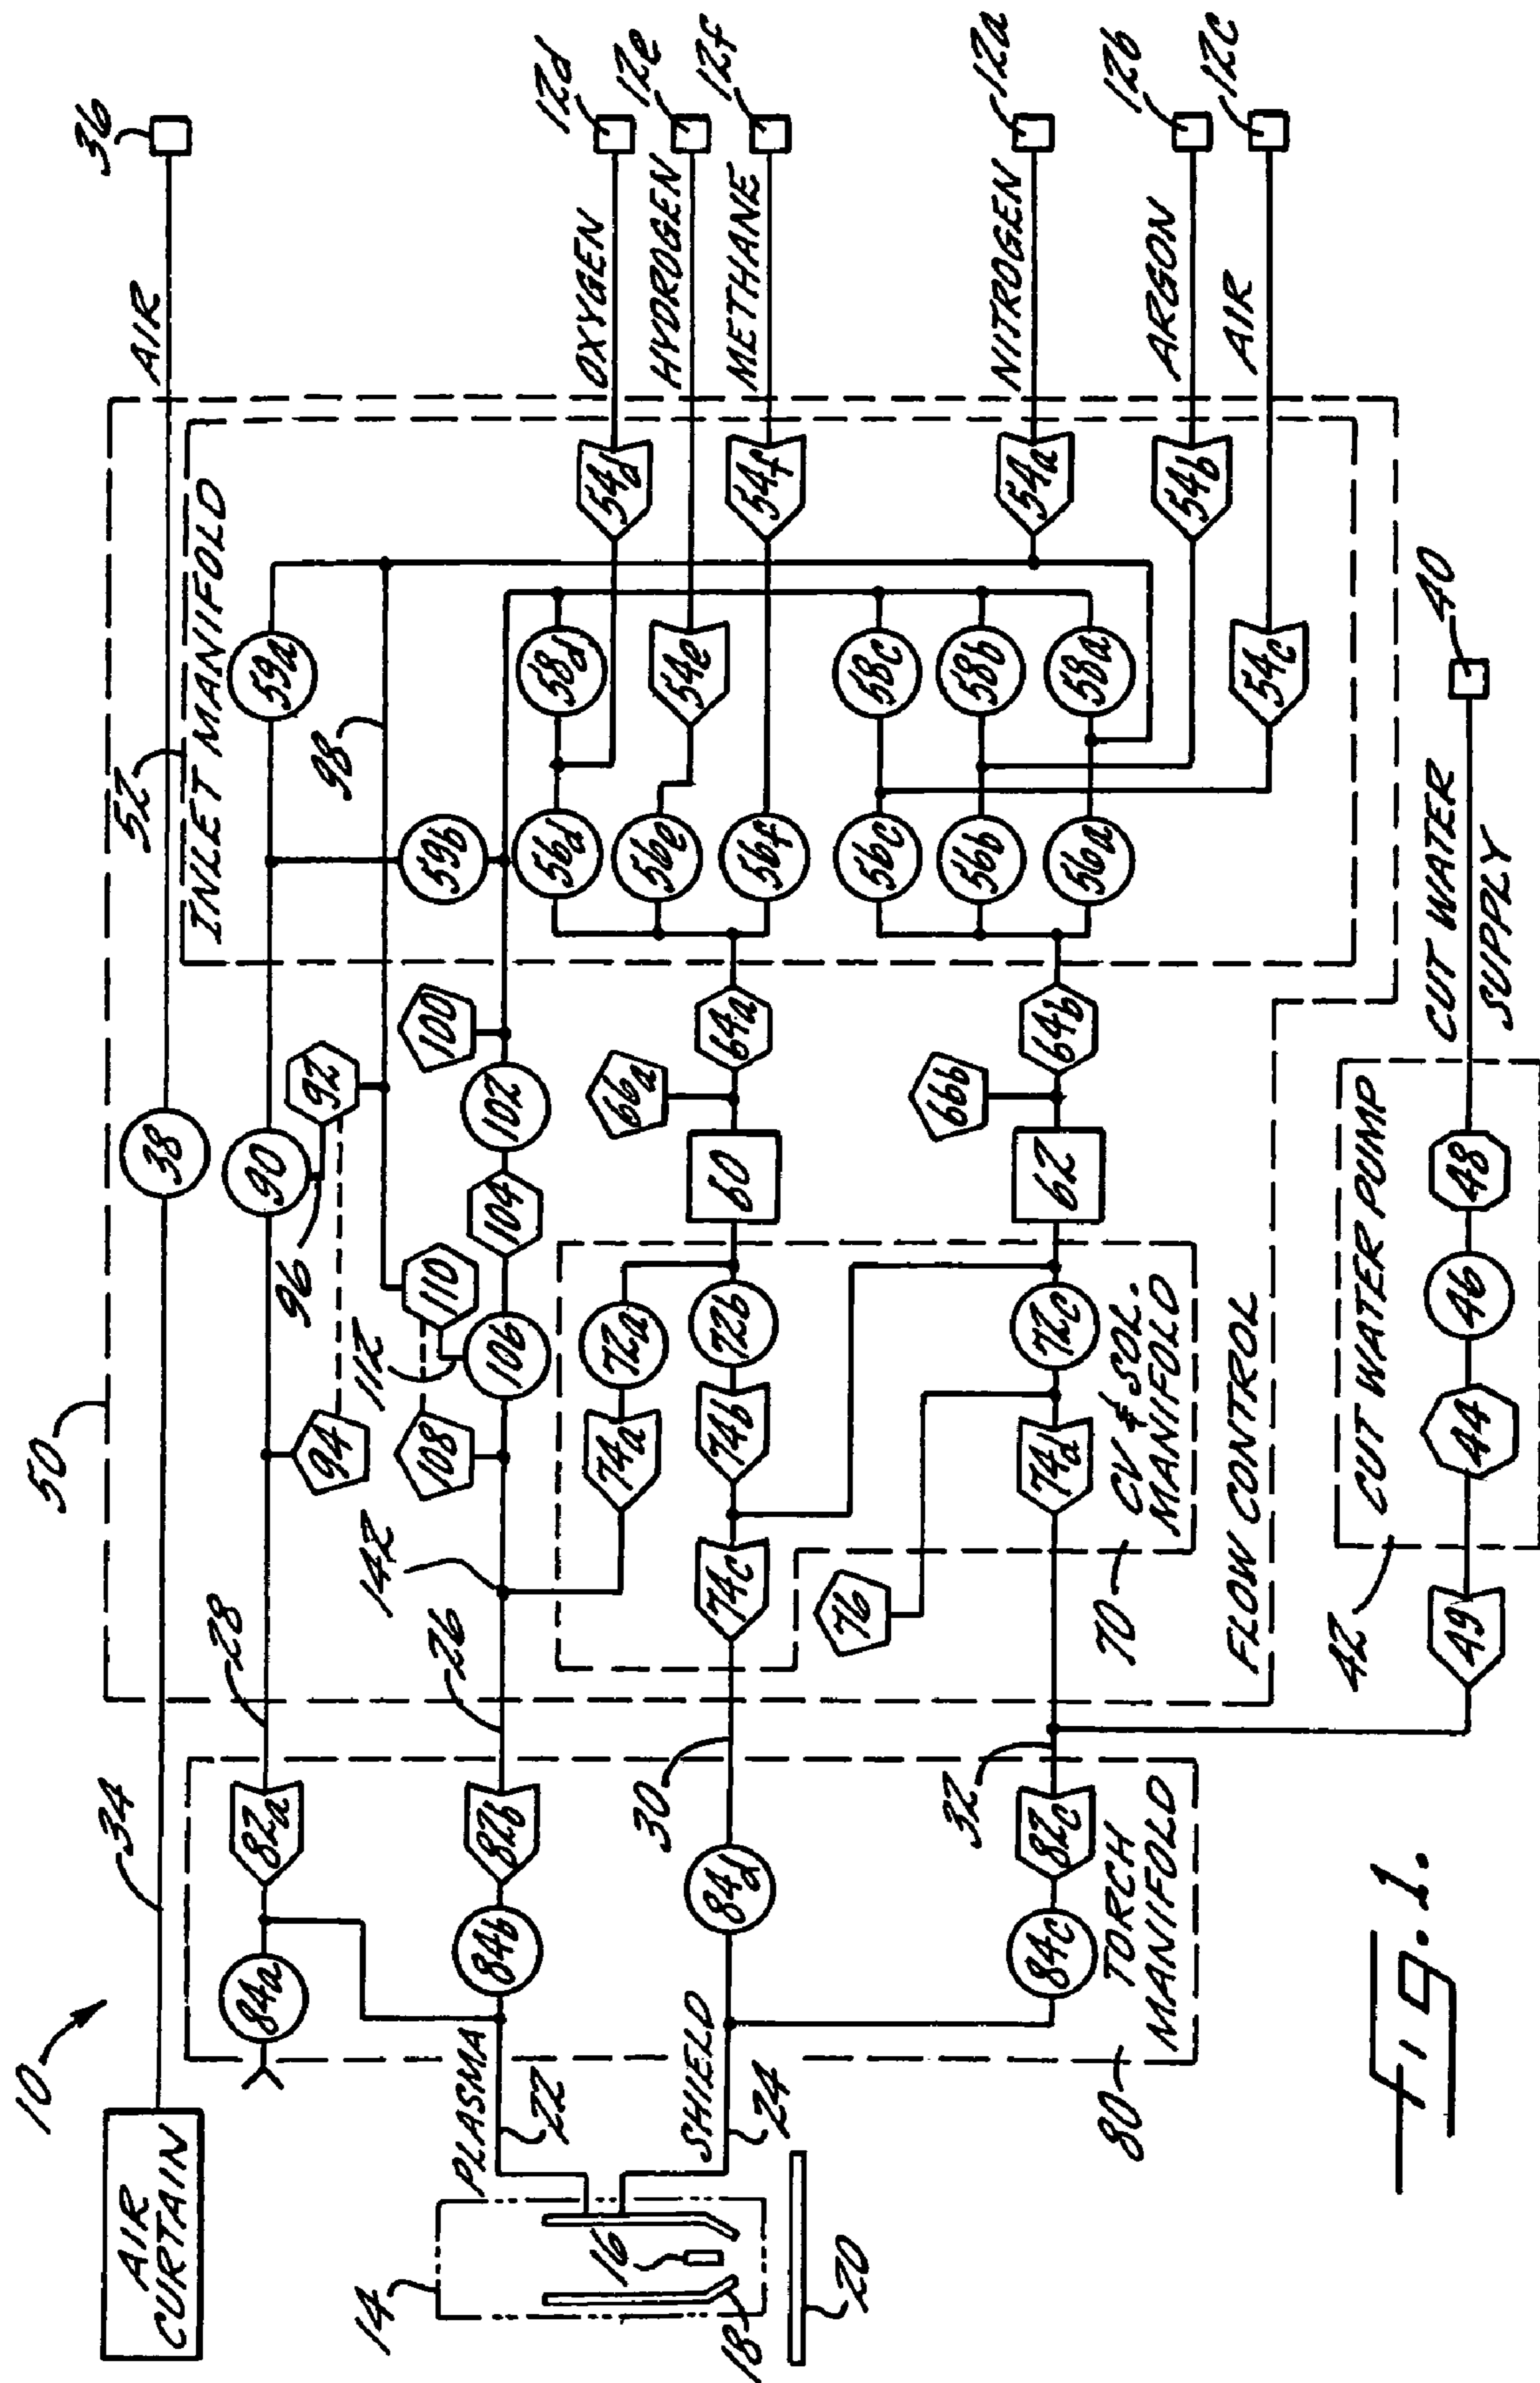 10
AIR
CURTAIN
34
38
AIR
36
50
52
INLET MANIFOLD
28
82a
84a
94
96
90
92
98
59a
59b
142
26
82b
84b
PLASMA
22
108
112
110
106
104
102
100
OXYGEN
12d
54d
58d
56d
HYDROGEN
12e
54e
56e
METHANE
12f
54f
56f
14
16
18
20
SHIELD
24
84d
30
74c
74a
72a
74b
72b
60
66a
64a
58c
56c
58b
56b
58a
56a
NITROGEN
12a
54a
ARGON
12b
54b
AIR
12c
54c
76
74d
72c
62
66b
64b
32
82c
84c
TORCH
MANIFOLD
80
70
CV & SOL.
MANIFOLD
FLOW CONTROL
42
CUT WATER PUMP
49
44
46
48
CUT WATER
SUPPLY
40
Fig. 1.